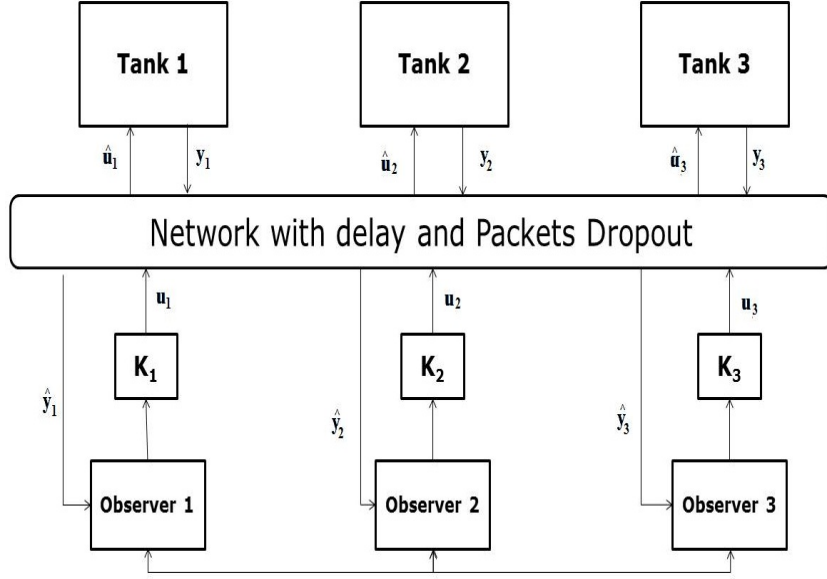 Tank 1 Tank 2 Tank 3
û₁ y₁ û₂ y₂ û₃ y₃
Network with delay and Packets Dropout
u₁ u₂ u₃
K₁ K₂ K₃
ŷ₁ ŷ₂ ŷ₃
Observer 1 Observer 2 Observer 3